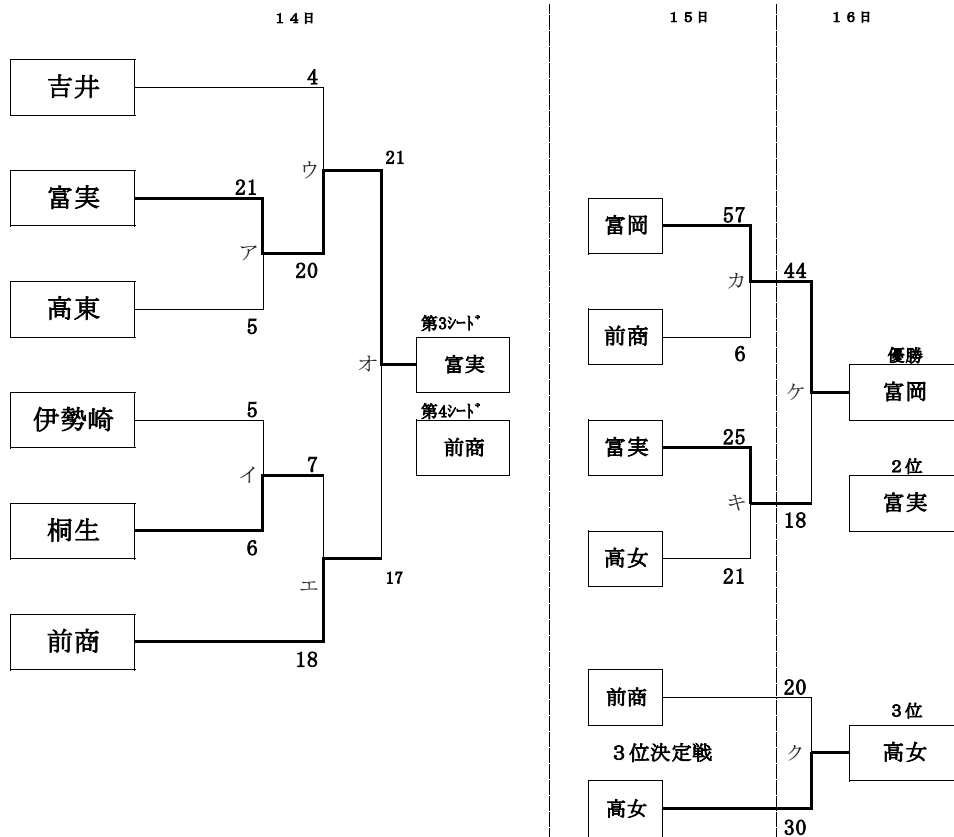 １４日
１５日
１６日
吉井
4
ウ
21
富実
21
ア
20
高東
5
伊勢崎
5
イ
7
桐生
6
エ
17
前商
18
オ
第3ｼｰﾄﾞ
富実
第4ｼｰﾄﾞ
前商
富岡
57
カ
44
前商
6
ケ
優勝
富岡
富実
25
キ
18
２位
富実
高女
21
前商
20
３位決定戦
ク
３位
高女
高女
30